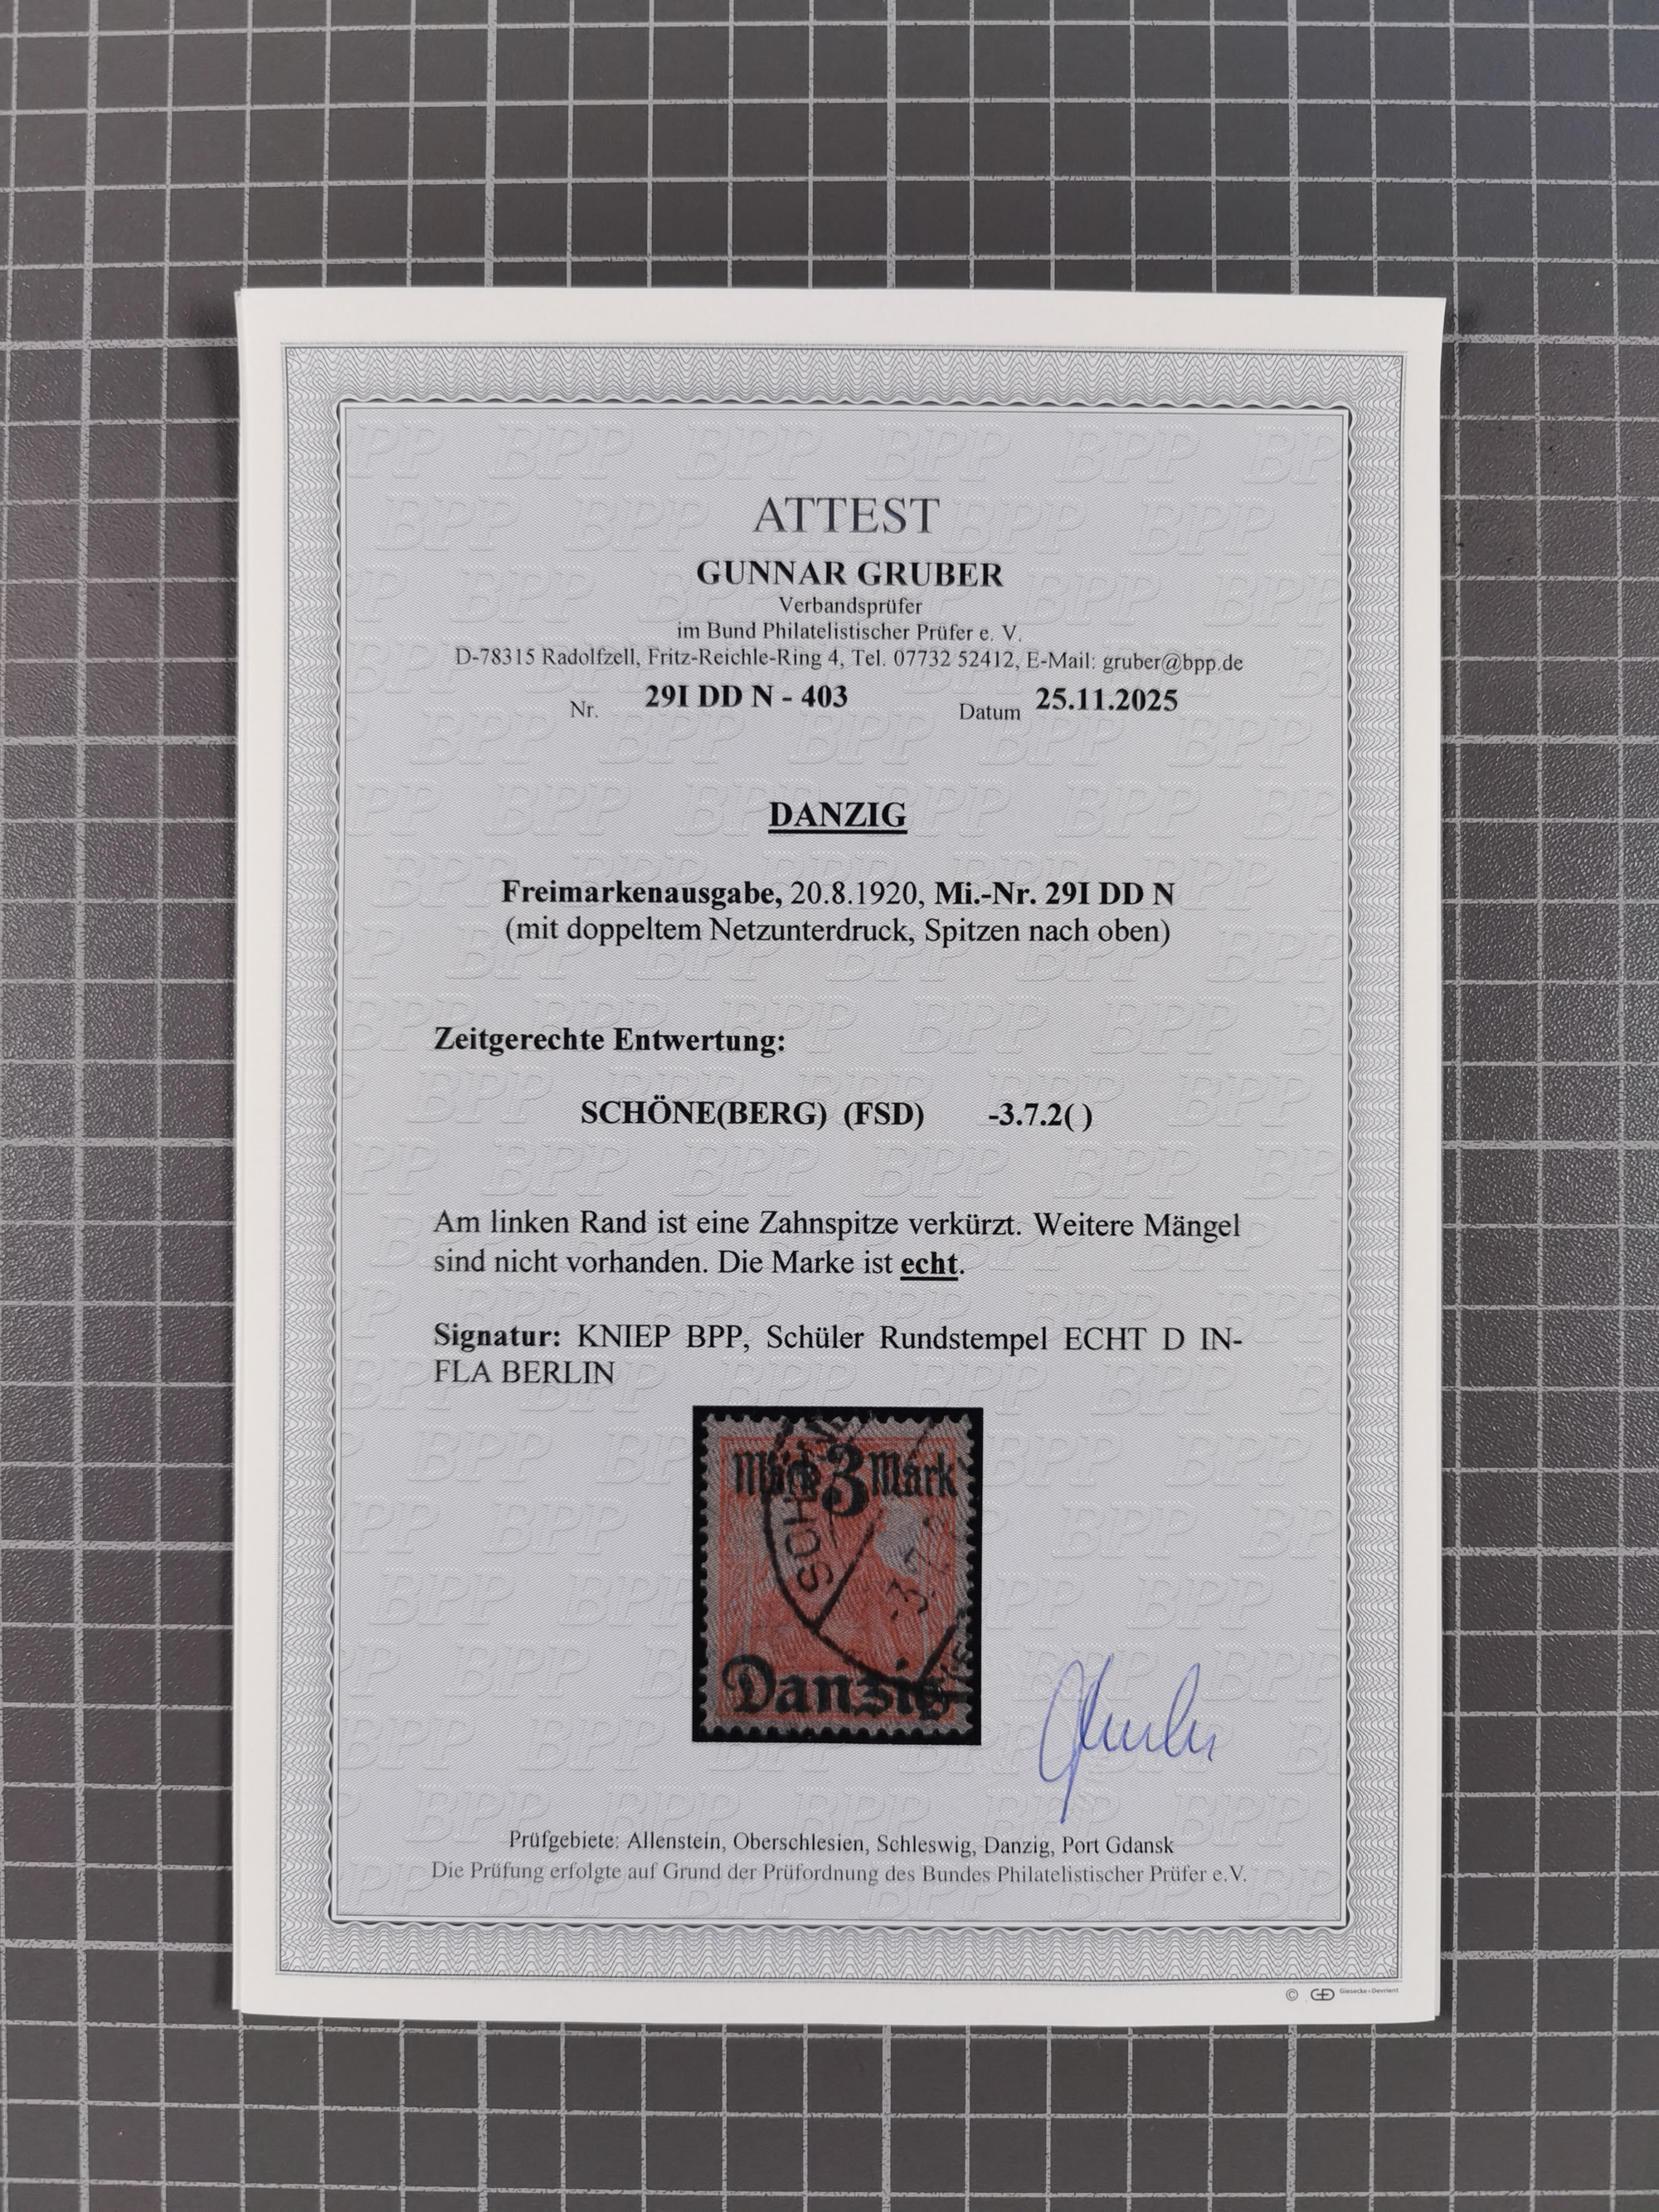 ATTEST
GUNNAR GRUBER
Verbandsprüfer
im Bund Philatelistischer Prüfer e. V.
D-78315 Radolfzell, Fritz-Reichle-Ring 4, Tel. 07732 52412, E-Mail: gruber@bpp.de
Nr. 29I DD N - 403 Datum 25.11.2025
DANZIG
Freimarkenausgabe, 20.8.1920, Mi.-Nr. 29I DD N
(mit doppeltem Netzunterdruck, Spitzen nach oben)
Zeitgerechte Entwertung:
SCHÖNE(BERG) (FSD) -3.7.2( )
Am linken Rand ist eine Zahnspitze verkürzt. Weitere Mängel
sind nicht vorhanden. Die Marke ist echt.
Signatur: KNIEP BPP, Schüler Rundstempel ECHT D IN-
FLA BERLIN
Mark 3 Mark
Danzig
Prüfgebiete: Allenstein, Oberschlesien, Schleswig, Danzig, Port Gdansk
Die Prüfung erfolgte auf Grund der Prüfordnung des Bundes Philatelistischer Prüfer e.V.
© Giesecke+Devrient